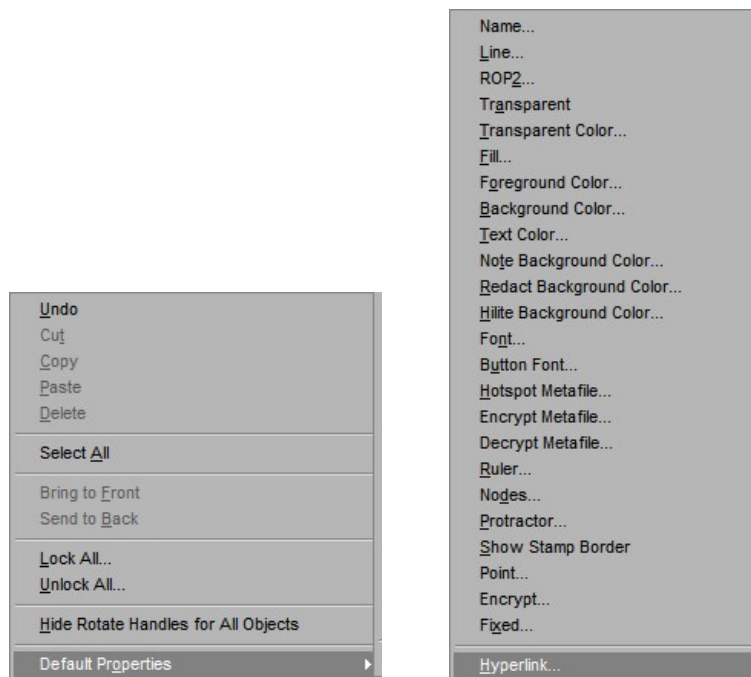 Undo
Cut
Copy
Paste
Delete
Select All
Bring to Front
Send to Back
Lock All...
Unlock All...
Hide Rotate Handles for All Objects
Default Properties
Name...
Line...
ROP2...
Transparent
Transparent Color...
Fill...
Foreground Color...
Background Color...
Text Color...
Note Background Color...
Redact Background Color...
Hilite Background Color...
Font...
Button Font...
Hotspot Metafile...
Encrypt Metafile...
Decrypt Metafile...
Ruler...
Nodes...
Protractor...
Show Stamp Border
Point...
Encrypt...
Fixed...
Hyperlink...